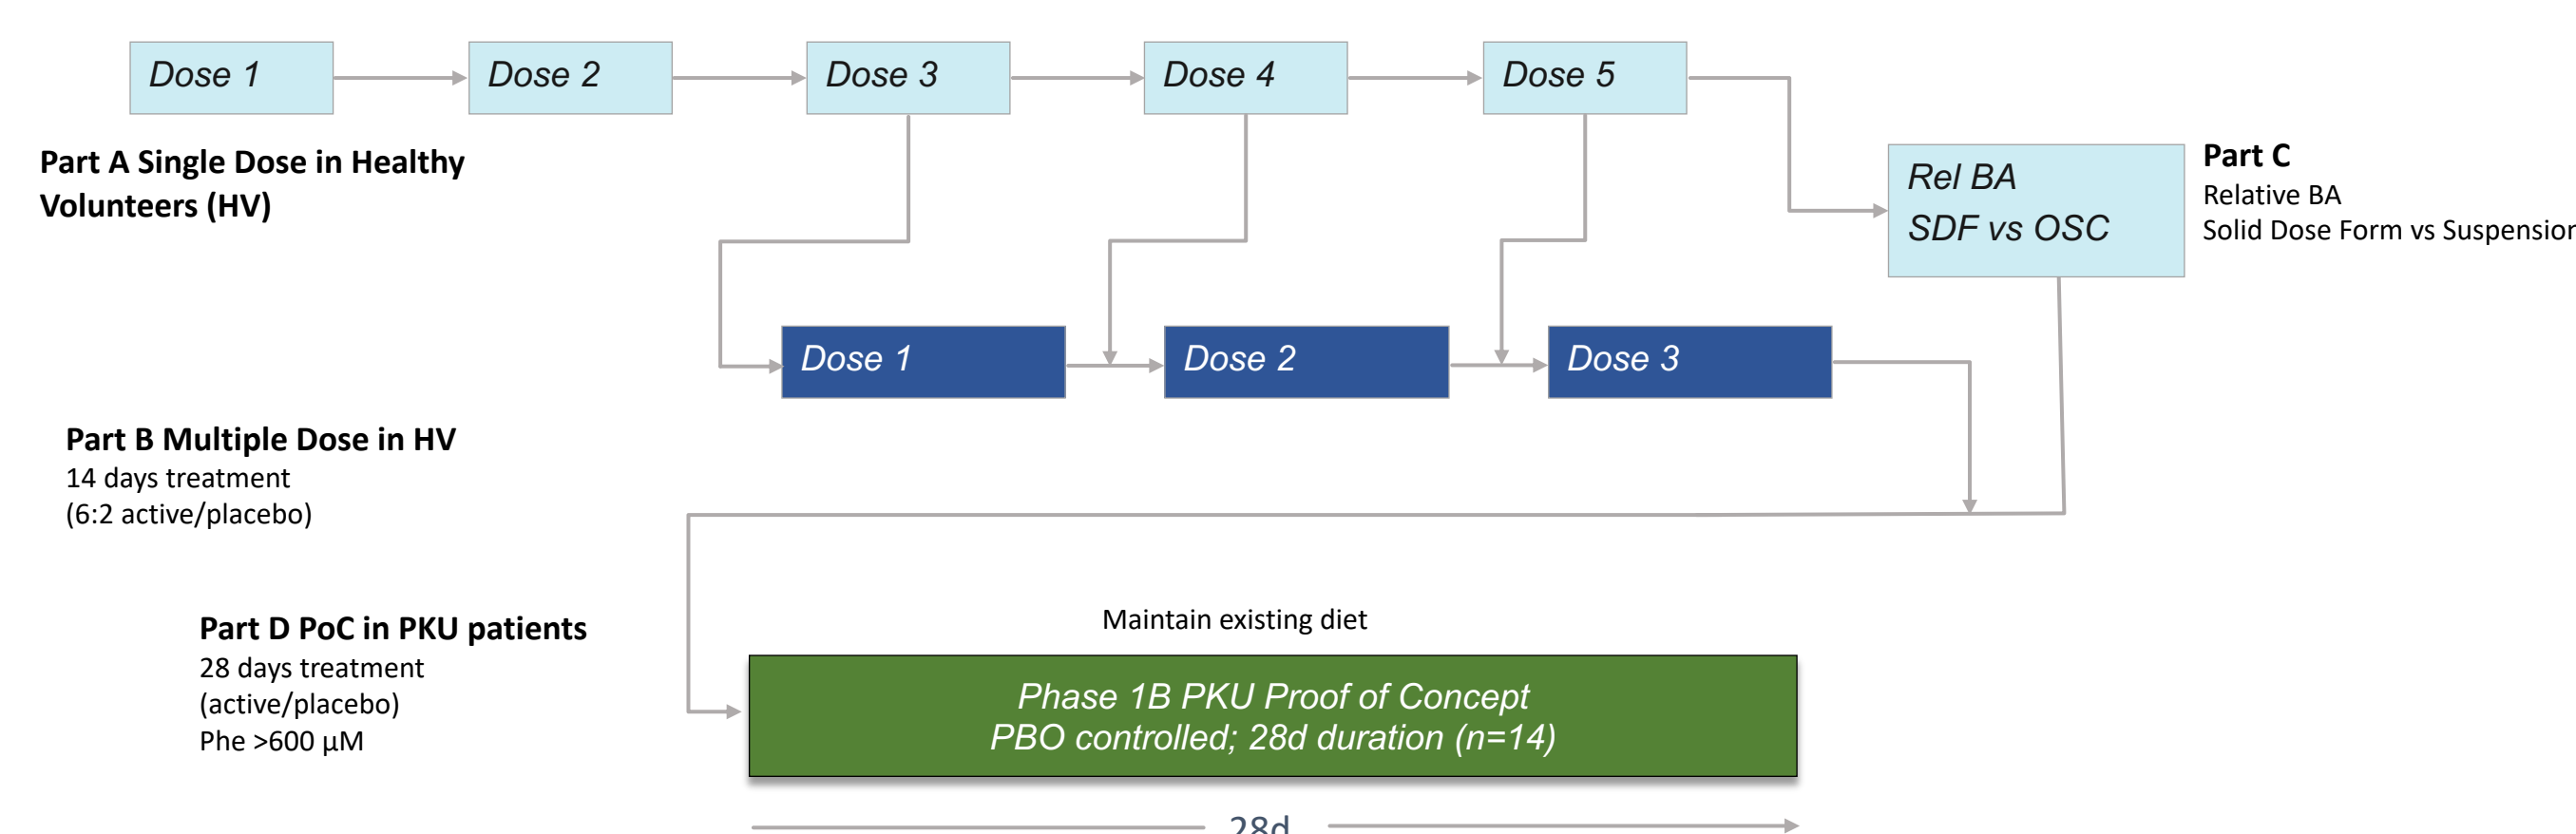 Dose 1
Dose 2
Dose 3
Dose 4
Dose 5
Part A Single Dose in Healthy
Volunteers (HV)
Rel BA
SDF vs OSC
Part C
Relative BA
Solid Dose Form vs Suspension
Dose 1
Dose 2
Dose 3
Part B Multiple Dose in HV
14 days treatment
(6:2 active/placebo)
Part D PoC in PKU patients
28 days treatment
(active/placebo)
Phe >600 µM
Maintain existing diet
Phase 1B PKU Proof of Concept
PBO controlled; 28d duration (n=14)
28d